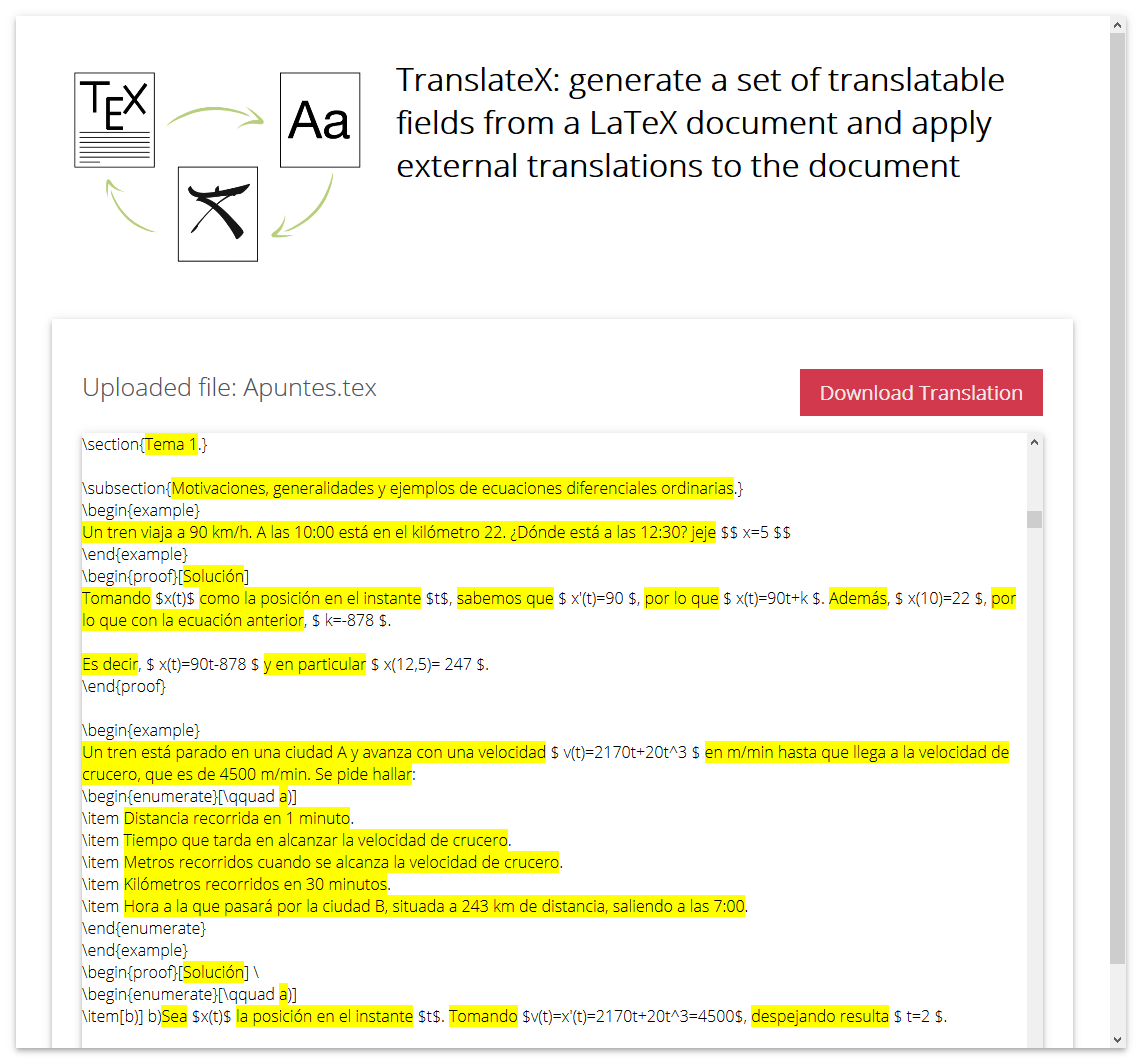 TEX
Aa
TranslateX: generate a set of translatable
fields from a LaTeX document and apply
external translations to the document
Uploaded file: Apuntes.tex
Download Translation
\section{Tema 1.}
\subsection{Motivaciones, generalidades y ejemplos de ecuaciones diferenciales ordinarias.}
\begin{example}
Un tren viaja a 90 km/h. A las 10:00 está en el kilómetro 22. ¿Dónde está a las 12:30? jeje $$ x=5 $$
\end{example}
\begin{proof}[Solución]
Tomando $x(t)$ como la posición en el instante $t$, sabemos que $ x'(t)=90 $, por lo que $ x(t)=90t+k $. Además, $ x(10)=22 $, por
lo que con la ecuación anterior, $ k=-878 $.
Es decir, $ x(t)=90t-878 $ y en particular $ x(12,5)= 247 $.
\end{proof}
\begin{example}
Un tren está parado en una ciudad A y avanza con una velocidad $ v(t)=2170t+20t^3 $ en m/min hasta que llega a la velocidad de
crucero, que es de 4500 m/min. Se pide hallar:
\begin{enumerate}[\qquad a)]
\item Distancia recorrida en 1 minuto.
\item Tiempo que tarda en alcanzar la velocidad de crucero.
\item Metros recorridos cuando se alcanza la velocidad de crucero.
\item Kilómetros recorridos en 30 minutos.
\item Hora a la que pasará por la ciudad B, situada a 243 km de distancia, saliendo a las 7:00.
\end{enumerate}
\end{example}
\begin{proof}[Solución] \
\begin{enumerate}[\qquad a)]
\item[b)] b)Sea $x(t)$ la posición en el instante $t$. Tomando $v(t)=x'(t)=2170t+20t^3=4500$, despejando resulta $ t=2 $.